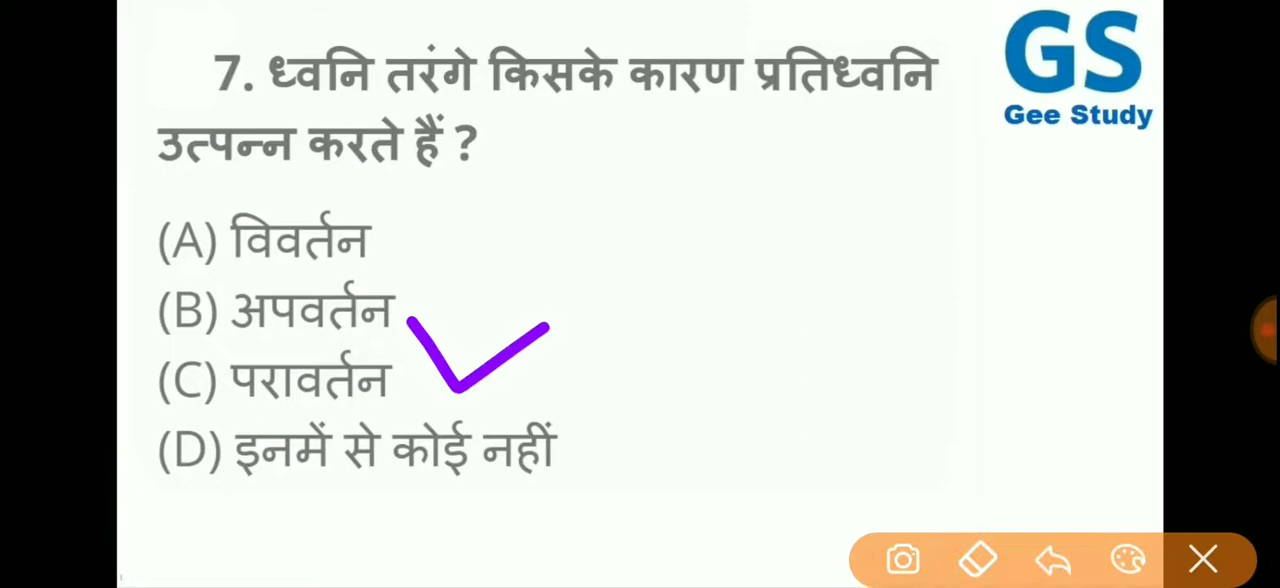 7. ध्वनि तरंगे किसके कारण प्रतिध्वनि
उत्पन्न करते हैं ?
(A) विवर्तन
(B) अपवर्तन
(C) परावर्तन
(D) इनमें से कोई नहीं
GS
Gee Study